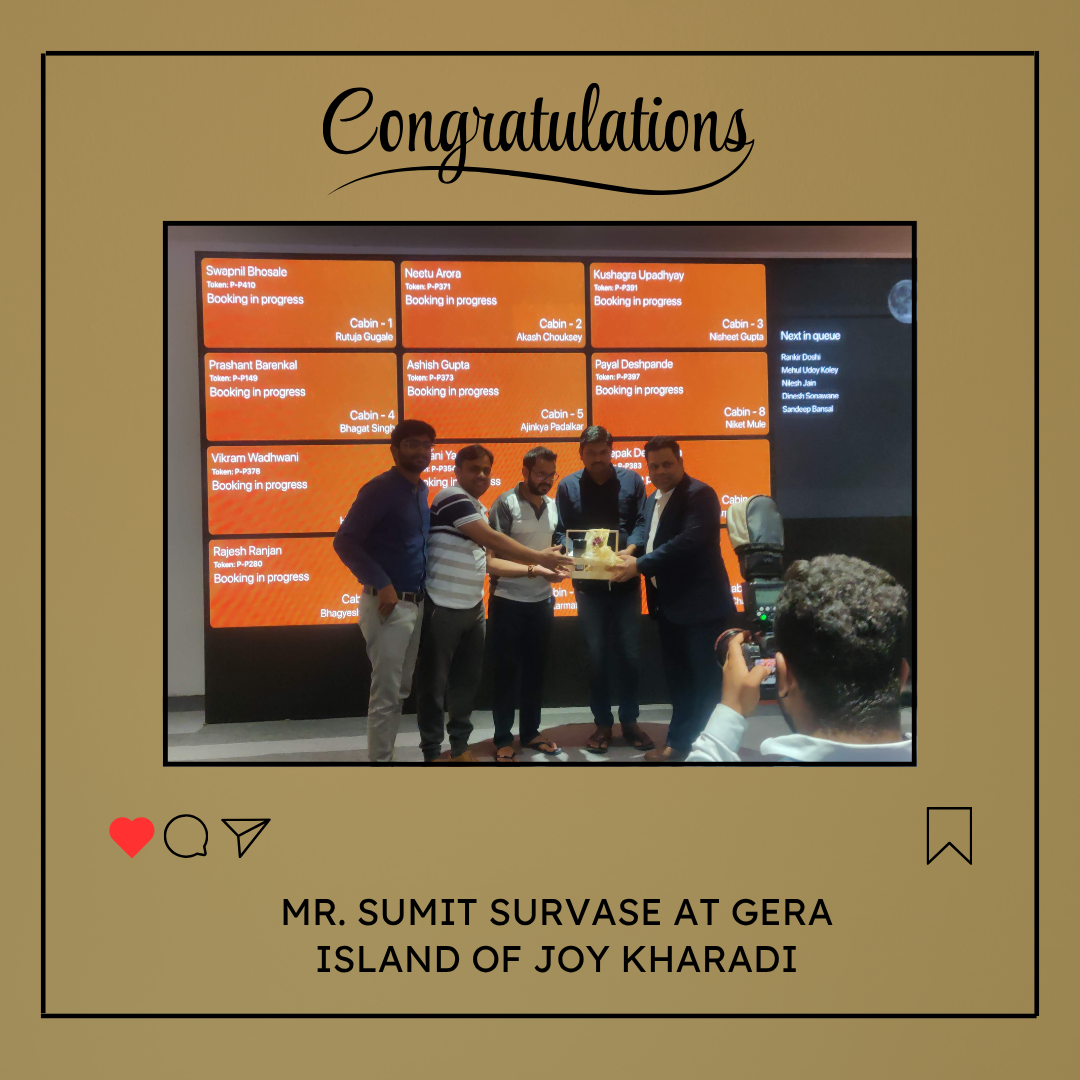 Congratulations
Swapnil Bhosale
Token: P-P410
Booking in progress
Cabin - 1
Rutuja Gugale
Neetu Arora
Token: P-P371
Booking in progress
Cabin - 2
Akash Chouksey
Kushagra Upadhyay
Token: P-P391
Booking in progress
Cabin - 3
Nisheet Gupta
Next in queue
Rankir Doshi
Mehul Udoy Koley
Nilesh Jain
Dinesh Sonawane
Sandeep Bansal
Prashant Barenkal
Token: P-P149
Booking in progress
Cabin - 4
Bhagat Singh
Ashish Gupta
Token: P-P373
Booking in progress
Cabin - 5
Ajinkya Padalkar
Payal Deshpande
Token: P-P397
Booking in progress
Cabin - 8
Niket Mule
Vikram Wadhwani
Token: P-P378
Booking in progress
Rajesh Ranjan
Token: P-P280
Booking in progress
MR. SUMIT SURVASE AT GERA
ISLAND OF JOY KHARADI